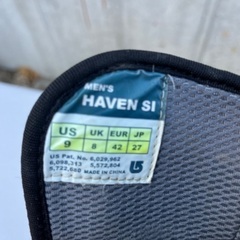 MEN'S
HAVEN SI
US UK EUR JP
9 8 42 27
US Pat. No. 6,029,962
6,098,313 5,572,804
5,722,680 MADE IN CHINA